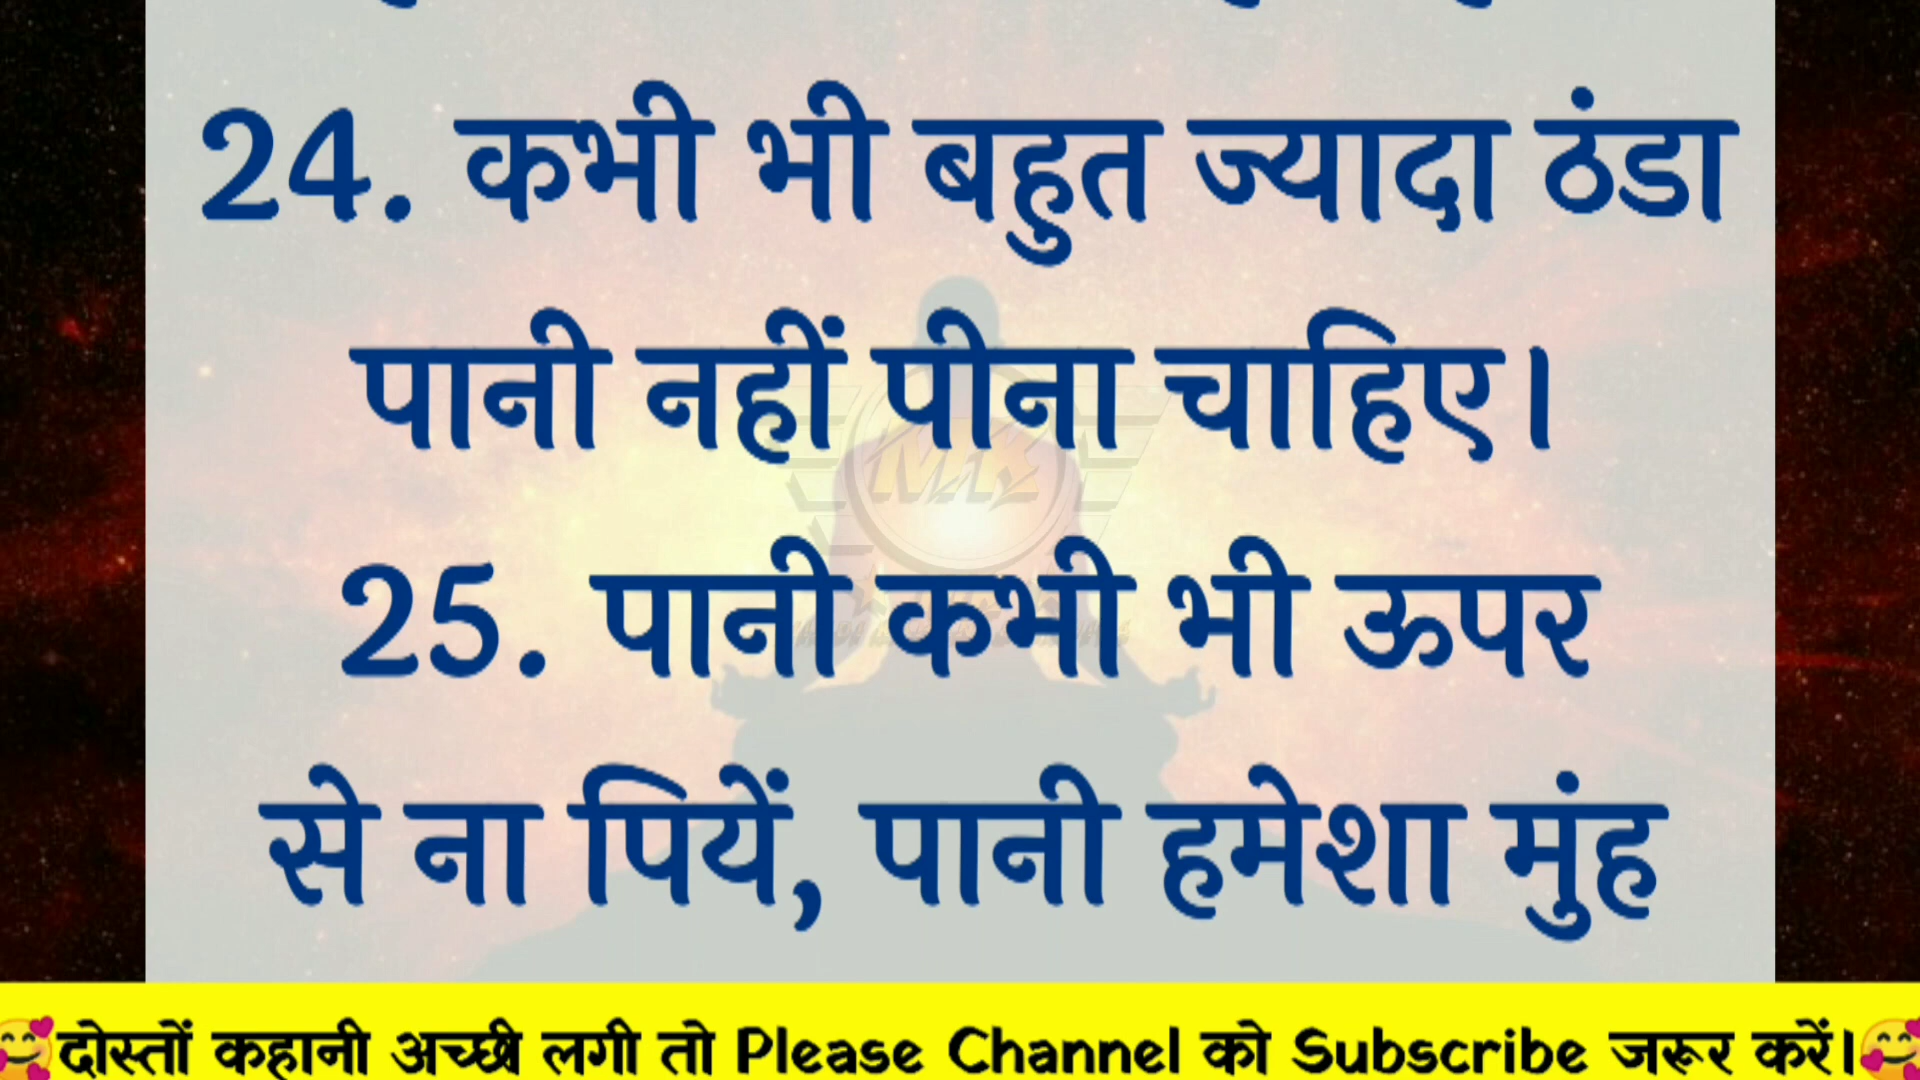 24. कभी भी बहुत ज्यादा ठंडा
पानी नहीं पीना चाहिए।
25. पानी कभी भी ऊपर
से ना पियें, पानी हमेशा मुंह
🥰दोस्तों कहानी अच्छी लगी तो Please Channel को Subscribe जरूर करें।🥰